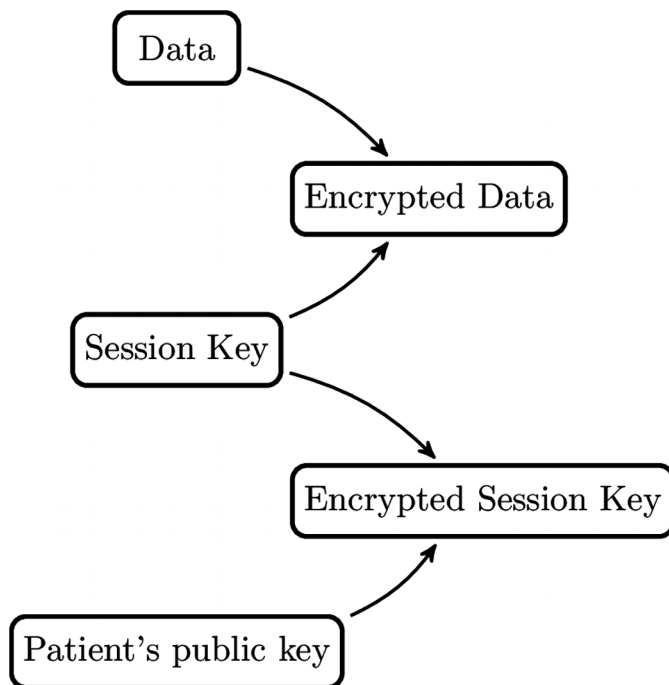 Data
Encrypted Data
Session Key
Encrypted Session Key
Patient's public key